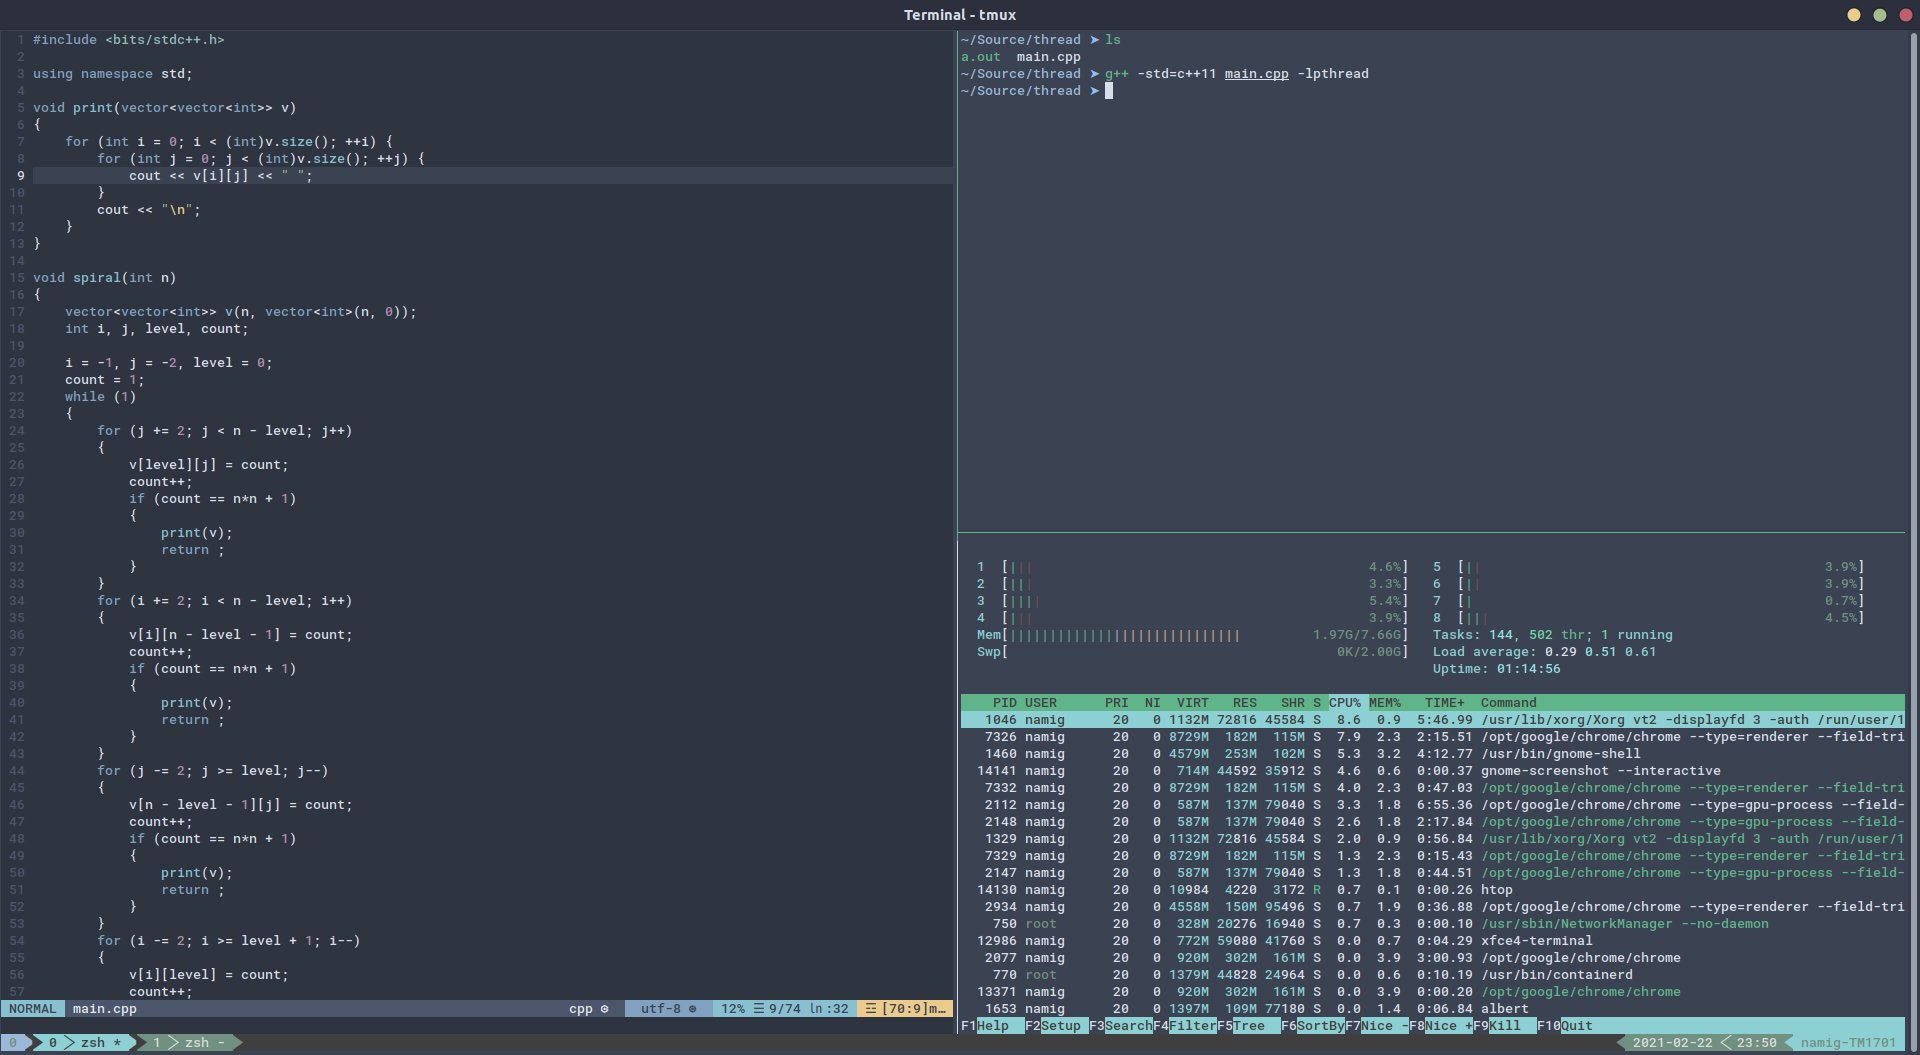 Terminal - tmux
1 #include <bits/stdc++.h>
2
3 using namespace std;
4
5 void print(vector<vector<int>> v)
6 {
7     for (int i = 0; i < (int)v.size(); ++i) {
8         for (int j = 0; j < (int)v.size(); ++j) {
9             cout << v[i][j] << " ";
10         }
11         cout << "\n";
12     }
13 }
14
15 void spiral(int n)
16 {
17     vector<vector<int>> v(n, vector<int>(n, 0));
18     int i, j, level, count;
19
20     i = -1, j = -2, level = 0;
21     count = 1;
22     while (1)
23     {
24         for (j += 2; j < n - level; j++)
25         {
26             v[level][j] = count;
27             count++;
28             if (count == n*n + 1)
29             {
30                 print(v);
31                 return ;
32             }
33         }
34         for (i += 2; i < n - level; i++)
35         {
36             v[i][n - level - 1] = count;
37             count++;
38             if (count == n*n + 1)
39             {
40                 print(v);
41                 return ;
42             }
43         }
44         for (j -= 2; j >= level; j--)
45         {
46             v[n - level - 1][j] = count;
47             count++;
48             if (count == n*n + 1)
49             {
50                 print(v);
51                 return ;
52             }
53         }
54         for (i -= 2; i >= level + 1; i--)
55         {
56             v[i][level] = count;
57             count++;
NORMAL main.cpp cpp utf-8 12% ☰ 9/74 ln :32 ☲ [70:9]m…
~/Source/thread ➤ ls
a.out  main.cpp
~/Source/thread ➤ g++ -std=c++11 main.cpp -lpthread
~/Source/thread ➤
1 [||| 4.6%] 5 [|| 3.9%]
2 [||| 3.3%] 6 [|| 3.9%]
3 [|||| 5.4%] 7 [| 0.7%]
4 [||| 3.9%] 8 [||| 4.5%]
Mem[||||||||||||||||||||||||||||| 1.97G/7.66G] Tasks: 144, 502 thr; 1 running
Swp[ 0K/2.00G] Load average: 0.29 0.51 0.61
Uptime: 01:14:56
PID USER PRI NI VIRT RES SHR S CPU% MEM% TIME+ Command
1046 namig 20 0 1132M 72816 45584 S 8.6 0.9 5:46.99 /usr/lib/xorg/Xorg vt2 -displayfd 3 -auth /run/user/1
7326 namig 20 0 8729M 182M 115M S 7.9 2.3 2:15.51 /opt/google/chrome/chrome --type=renderer --field-tri
1460 namig 20 0 4579M 253M 102M S 5.3 3.2 4:12.77 /usr/bin/gnome-shell
14141 namig 20 0 714M 44592 35912 S 4.6 0.6 0:00.37 gnome-screenshot --interactive
7332 namig 20 0 8729M 182M 115M S 4.0 2.3 0:47.03 /opt/google/chrome/chrome --type=renderer --field-tri
2112 namig 20 0 587M 137M 79040 S 3.3 1.8 6:55.36 /opt/google/chrome/chrome --type=gpu-process --field-
2148 namig 20 0 587M 137M 79040 S 2.6 1.8 2:17.84 /opt/google/chrome/chrome --type=gpu-process --field-
1329 namig 20 0 1132M 72816 45584 S 2.0 0.9 0:56.84 /usr/lib/xorg/Xorg vt2 -displayfd 3 -auth /run/user/1
7329 namig 20 0 8729M 182M 115M S 1.3 2.3 0:15.43 /opt/google/chrome/chrome --type=renderer --field-tri
2147 namig 20 0 587M 137M 79040 S 1.3 1.8 0:44.51 /opt/google/chrome/chrome --type=gpu-process --field-
14130 namig 20 0 10984 4220 3172 R 0.7 0.1 0:00.26 htop
2934 namig 20 0 4558M 150M 95496 S 0.7 1.9 0:36.88 /opt/google/chrome/chrome --type=renderer --field-tri
750 root 20 0 328M 20276 16940 S 0.7 0.3 0:00.10 /usr/sbin/NetworkManager --no-daemon
12986 namig 20 0 772M 59080 41760 S 0.0 0.7 0:04.29 xfce4-terminal
2077 namig 20 0 920M 302M 161M S 0.0 3.9 3:00.93 /opt/google/chrome/chrome
770 root 20 0 1379M 44828 24964 S 0.0 0.6 0:10.19 /usr/bin/containerd
13371 namig 20 0 920M 302M 161M S 0.0 3.9 0:00.20 /opt/google/chrome/chrome
1653 namig 20 0 1397M 109M 77180 S 0.0 1.4 0:06.84 albert
F1Help F2Setup F3SearchF4FilterF5Tree F6SortByF7Nice -F8Nice +F9Kill F10Quit
0 0 zsh * 1 zsh - 2021-02-22 23:50 namig-TM1701